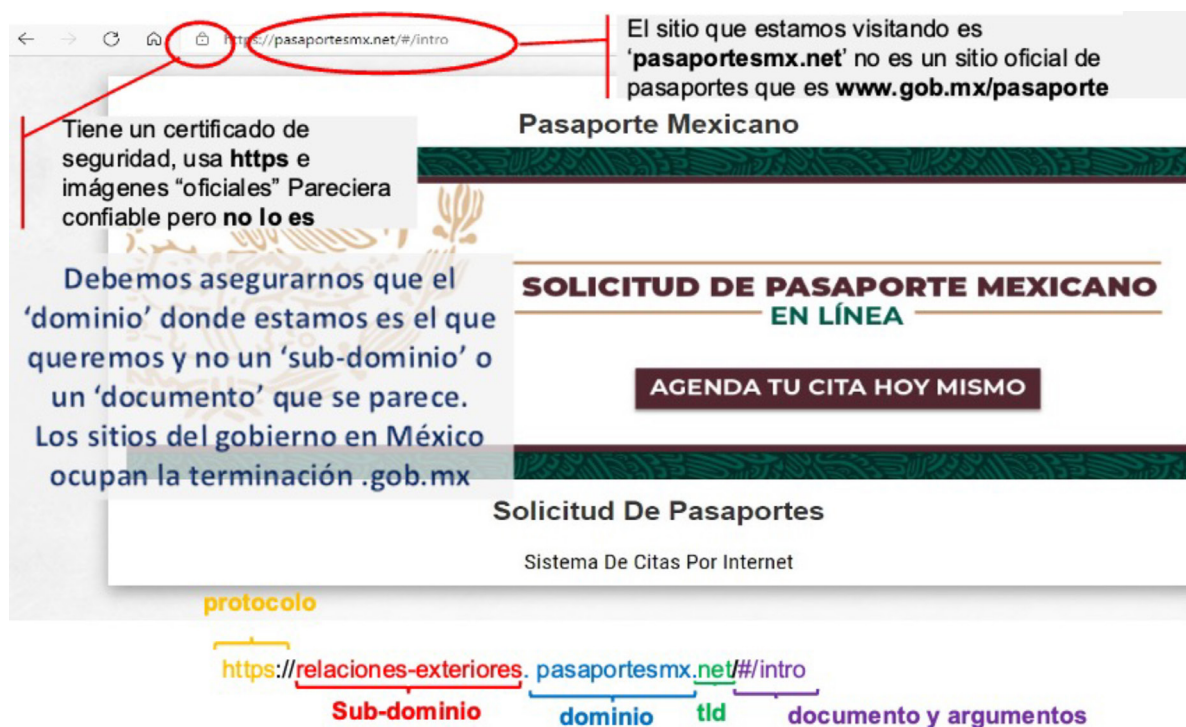 https://pasaportesmx.net/#/intro
El sitio que estamos visitando es
‘pasaportesmx.net’ no es un sitio oficial de
pasaportes que es www.gob.mx/pasaporte
Tiene un certificado de
seguridad, usa https e
imágenes “oficiales” Pareciera
confiable pero no lo es
Pasaporte Mexicano
Debemos asegurarnos que el
‘dominio’ donde estamos es el que
queremos y no un ‘sub-dominio’ o
un ‘documento’ que se parece.
Los sitios del gobierno en México
ocupan la terminación .gob.mx
SOLICITUD DE PASAPORTE MEXICANO
EN LÍNEA
AGENDA TU CITA HOY MISMO
Solicitud De Pasaportes
Sistema De Citas Por Internet
protocolo
https://relaciones-exteriores. pasaportesmx.net/#/intro
Sub-dominio dominio tld documento y argumentos